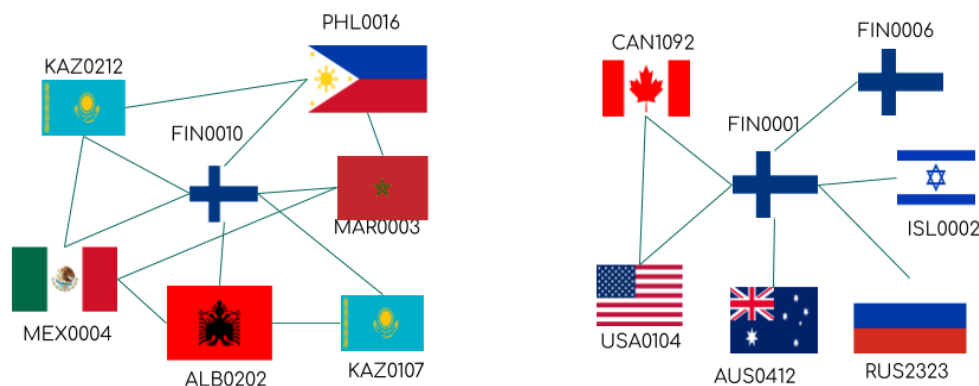 PHL0016
KAZ0212
FIN0010
MAR0003
MEX0004
ALB0202
KAZ0107
CAN1092
FIN0006
FIN0001
ISL0002
USA0104
AUS0412
RUS2323